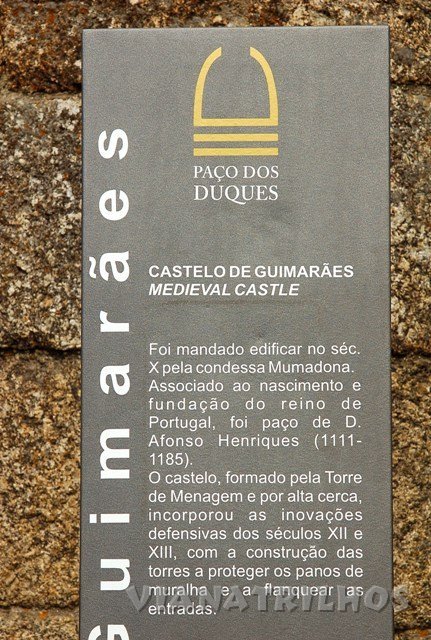 PAÇO DOS
DUQUES
Guimarães
CASTELO DE GUIMARÃES
MEDIEVAL CASTLE
Foi mandado edificar no séc.
X pela condessa Mumadona.
Associado ao nascimento e
fundação do reino de
Portugal, foi paço de D.
Afonso Henriques (1111-
1185).
O castelo, formado pela Torre
de Menagem e por alta cerca,
incorporou as inovações
defensivas dos séculos XII e
XIII, com a construção das
torres a proteger os panos de
muralha e a flanquear as
entradas.
VIANATRILHOS